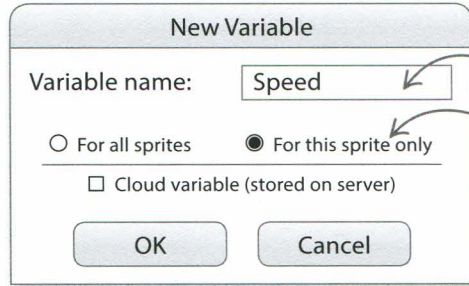 New Variable
Variable name: Speed
For all sprites For this sprite only
Cloud variable (stored on server)
OK Cancel